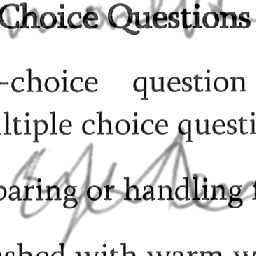 Choice Questions
-choice question
ltiple choice questi
paring or handling f
ashed with warm w